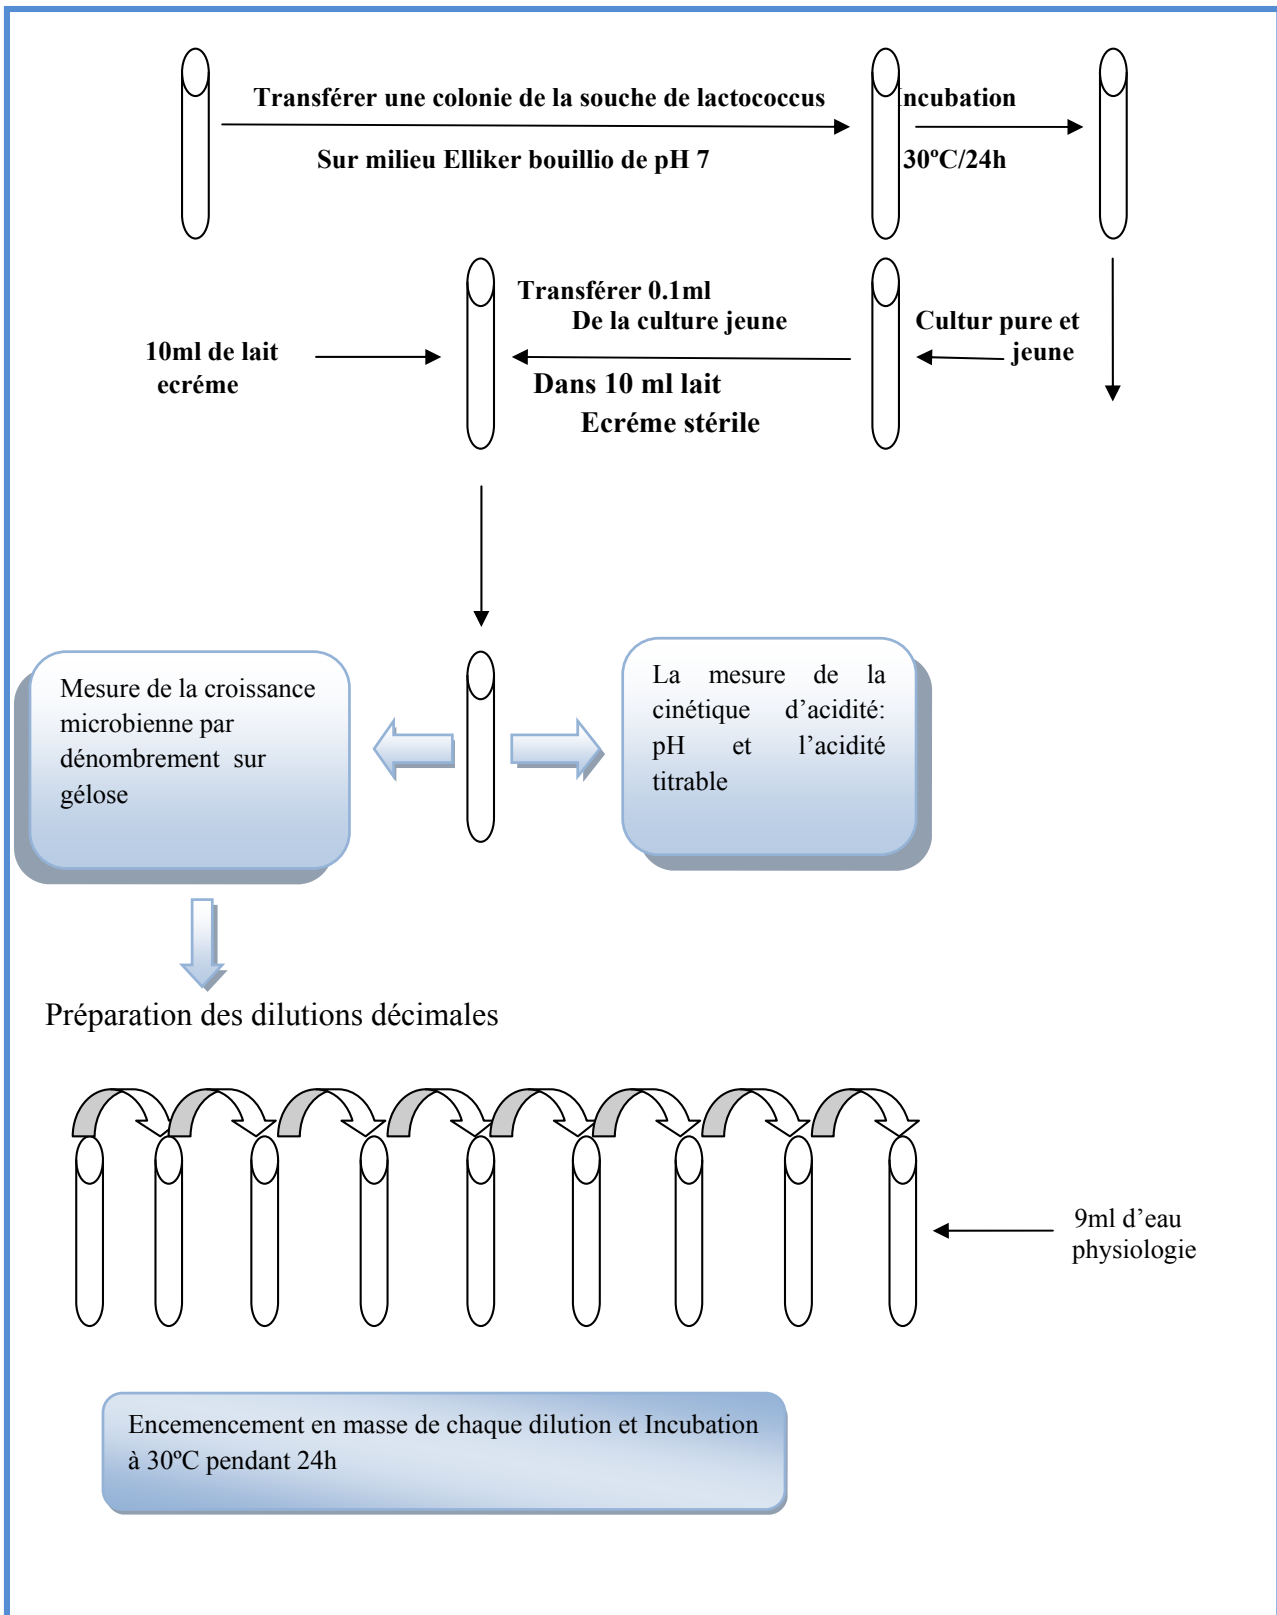 Transférer une colonie de la souche de lactococcus
Sur milieu Elliker bouillio de pH 7
ncubation
30ºC/24h
Transférer 0.1ml
De la culture jeune
Dans 10 ml lait
Ecréme stérile
Cultur pure et
jeune
10ml de lait
ecréme
Mesure de la croissance
microbienne par
dénombrement sur
gélose
La mesure de la
cinétique d’acidité:
pH et l’acidité
titrable
Préparation des dilutions décimales
9ml d’eau
physiologie
Encemencement en masse de chaque dilution et Incubation
à 30ºC pendant 24h